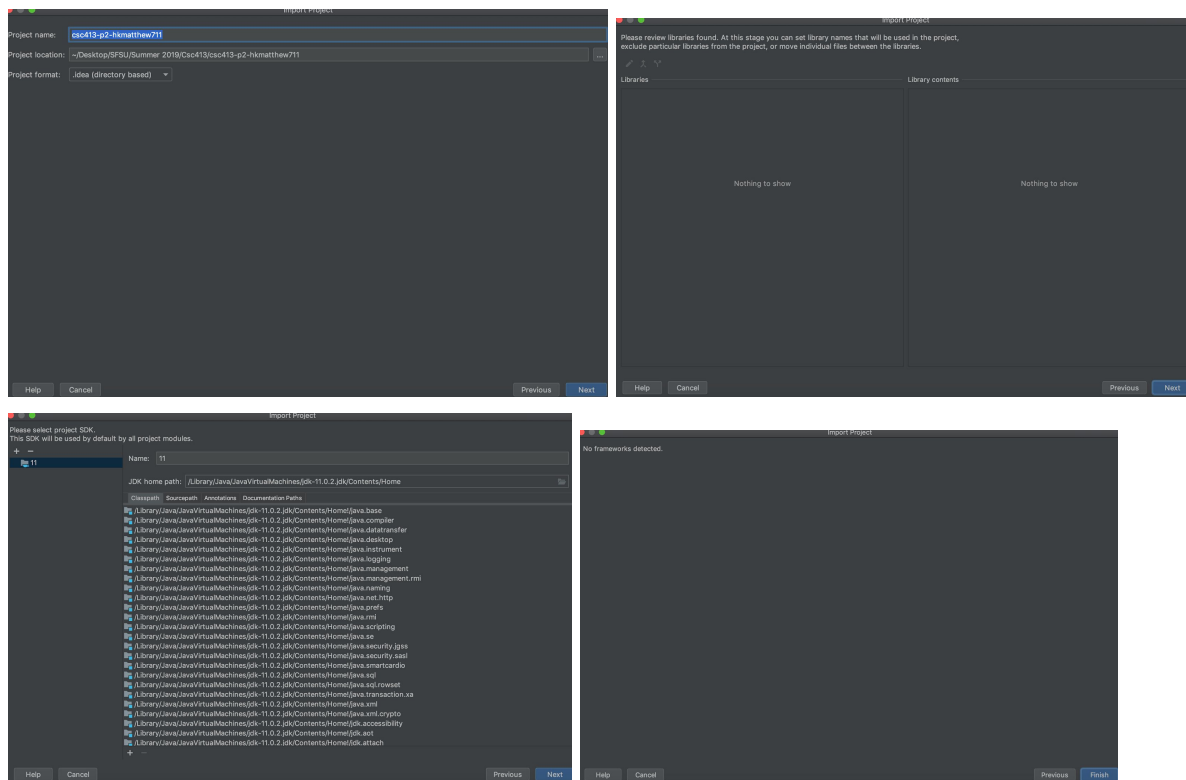 Import Project
Project name: csc413-p2-hkmatthew711
Project location: ~/Desktop/SFSU/Summer 2019/Csc413/csc413-p2-hkmatthew711 ...
Project format: .idea (directory based)
Help Cancel Previous Next
Import Project
Please review libraries found. At this stage you can set library names that will be used in the project,
exclude particular libraries from the project, or move individual files between the libraries.
Libraries Library contents
Nothing to show Nothing to show
Help Cancel Previous Next
Import Project
Please select project SDK.
This SDK will be used by default by all project modules.
+ −
11
Name: 11
JDK home path: /Library/Java/JavaVirtualMachines/jdk-11.0.2.jdk/Contents/Home
Classpath Sourcepath Annotations Documentation Paths
/Library/Java/JavaVirtualMachines/jdk-11.0.2.jdk/Contents/Home!/java.base
/Library/Java/JavaVirtualMachines/jdk-11.0.2.jdk/Contents/Home!/java.compiler
/Library/Java/JavaVirtualMachines/jdk-11.0.2.jdk/Contents/Home!/java.datatransfer
/Library/Java/JavaVirtualMachines/jdk-11.0.2.jdk/Contents/Home!/java.desktop
/Library/Java/JavaVirtualMachines/jdk-11.0.2.jdk/Contents/Home!/java.instrument
/Library/Java/JavaVirtualMachines/jdk-11.0.2.jdk/Contents/Home!/java.logging
/Library/Java/JavaVirtualMachines/jdk-11.0.2.jdk/Contents/Home!/java.management
/Library/Java/JavaVirtualMachines/jdk-11.0.2.jdk/Contents/Home!/java.management.rmi
/Library/Java/JavaVirtualMachines/jdk-11.0.2.jdk/Contents/Home!/java.naming
/Library/Java/JavaVirtualMachines/jdk-11.0.2.jdk/Contents/Home!/java.net.http
/Library/Java/JavaVirtualMachines/jdk-11.0.2.jdk/Contents/Home!/java.prefs
/Library/Java/JavaVirtualMachines/jdk-11.0.2.jdk/Contents/Home!/java.rmi
/Library/Java/JavaVirtualMachines/jdk-11.0.2.jdk/Contents/Home!/java.scripting
/Library/Java/JavaVirtualMachines/jdk-11.0.2.jdk/Contents/Home!/java.se
/Library/Java/JavaVirtualMachines/jdk-11.0.2.jdk/Contents/Home!/java.security.jgss
/Library/Java/JavaVirtualMachines/jdk-11.0.2.jdk/Contents/Home!/java.security.sasl
/Library/Java/JavaVirtualMachines/jdk-11.0.2.jdk/Contents/Home!/java.smartcardio
/Library/Java/JavaVirtualMachines/jdk-11.0.2.jdk/Contents/Home!/java.sql
/Library/Java/JavaVirtualMachines/jdk-11.0.2.jdk/Contents/Home!/java.sql.rowset
/Library/Java/JavaVirtualMachines/jdk-11.0.2.jdk/Contents/Home!/java.transaction.xa
/Library/Java/JavaVirtualMachines/jdk-11.0.2.jdk/Contents/Home!/java.xml
/Library/Java/JavaVirtualMachines/jdk-11.0.2.jdk/Contents/Home!/java.xml.crypto
/Library/Java/JavaVirtualMachines/jdk-11.0.2.jdk/Contents/Home!/jdk.accessibility
/Library/Java/JavaVirtualMachines/jdk-11.0.2.jdk/Contents/Home!/jdk.aot
/Library/Java/JavaVirtualMachines/jdk-11.0.2.jdk/Contents/Home!/jdk.attach
+ −
Help Cancel Previous Next
Import Project
No frameworks detected.
Help Cancel Previous Finish